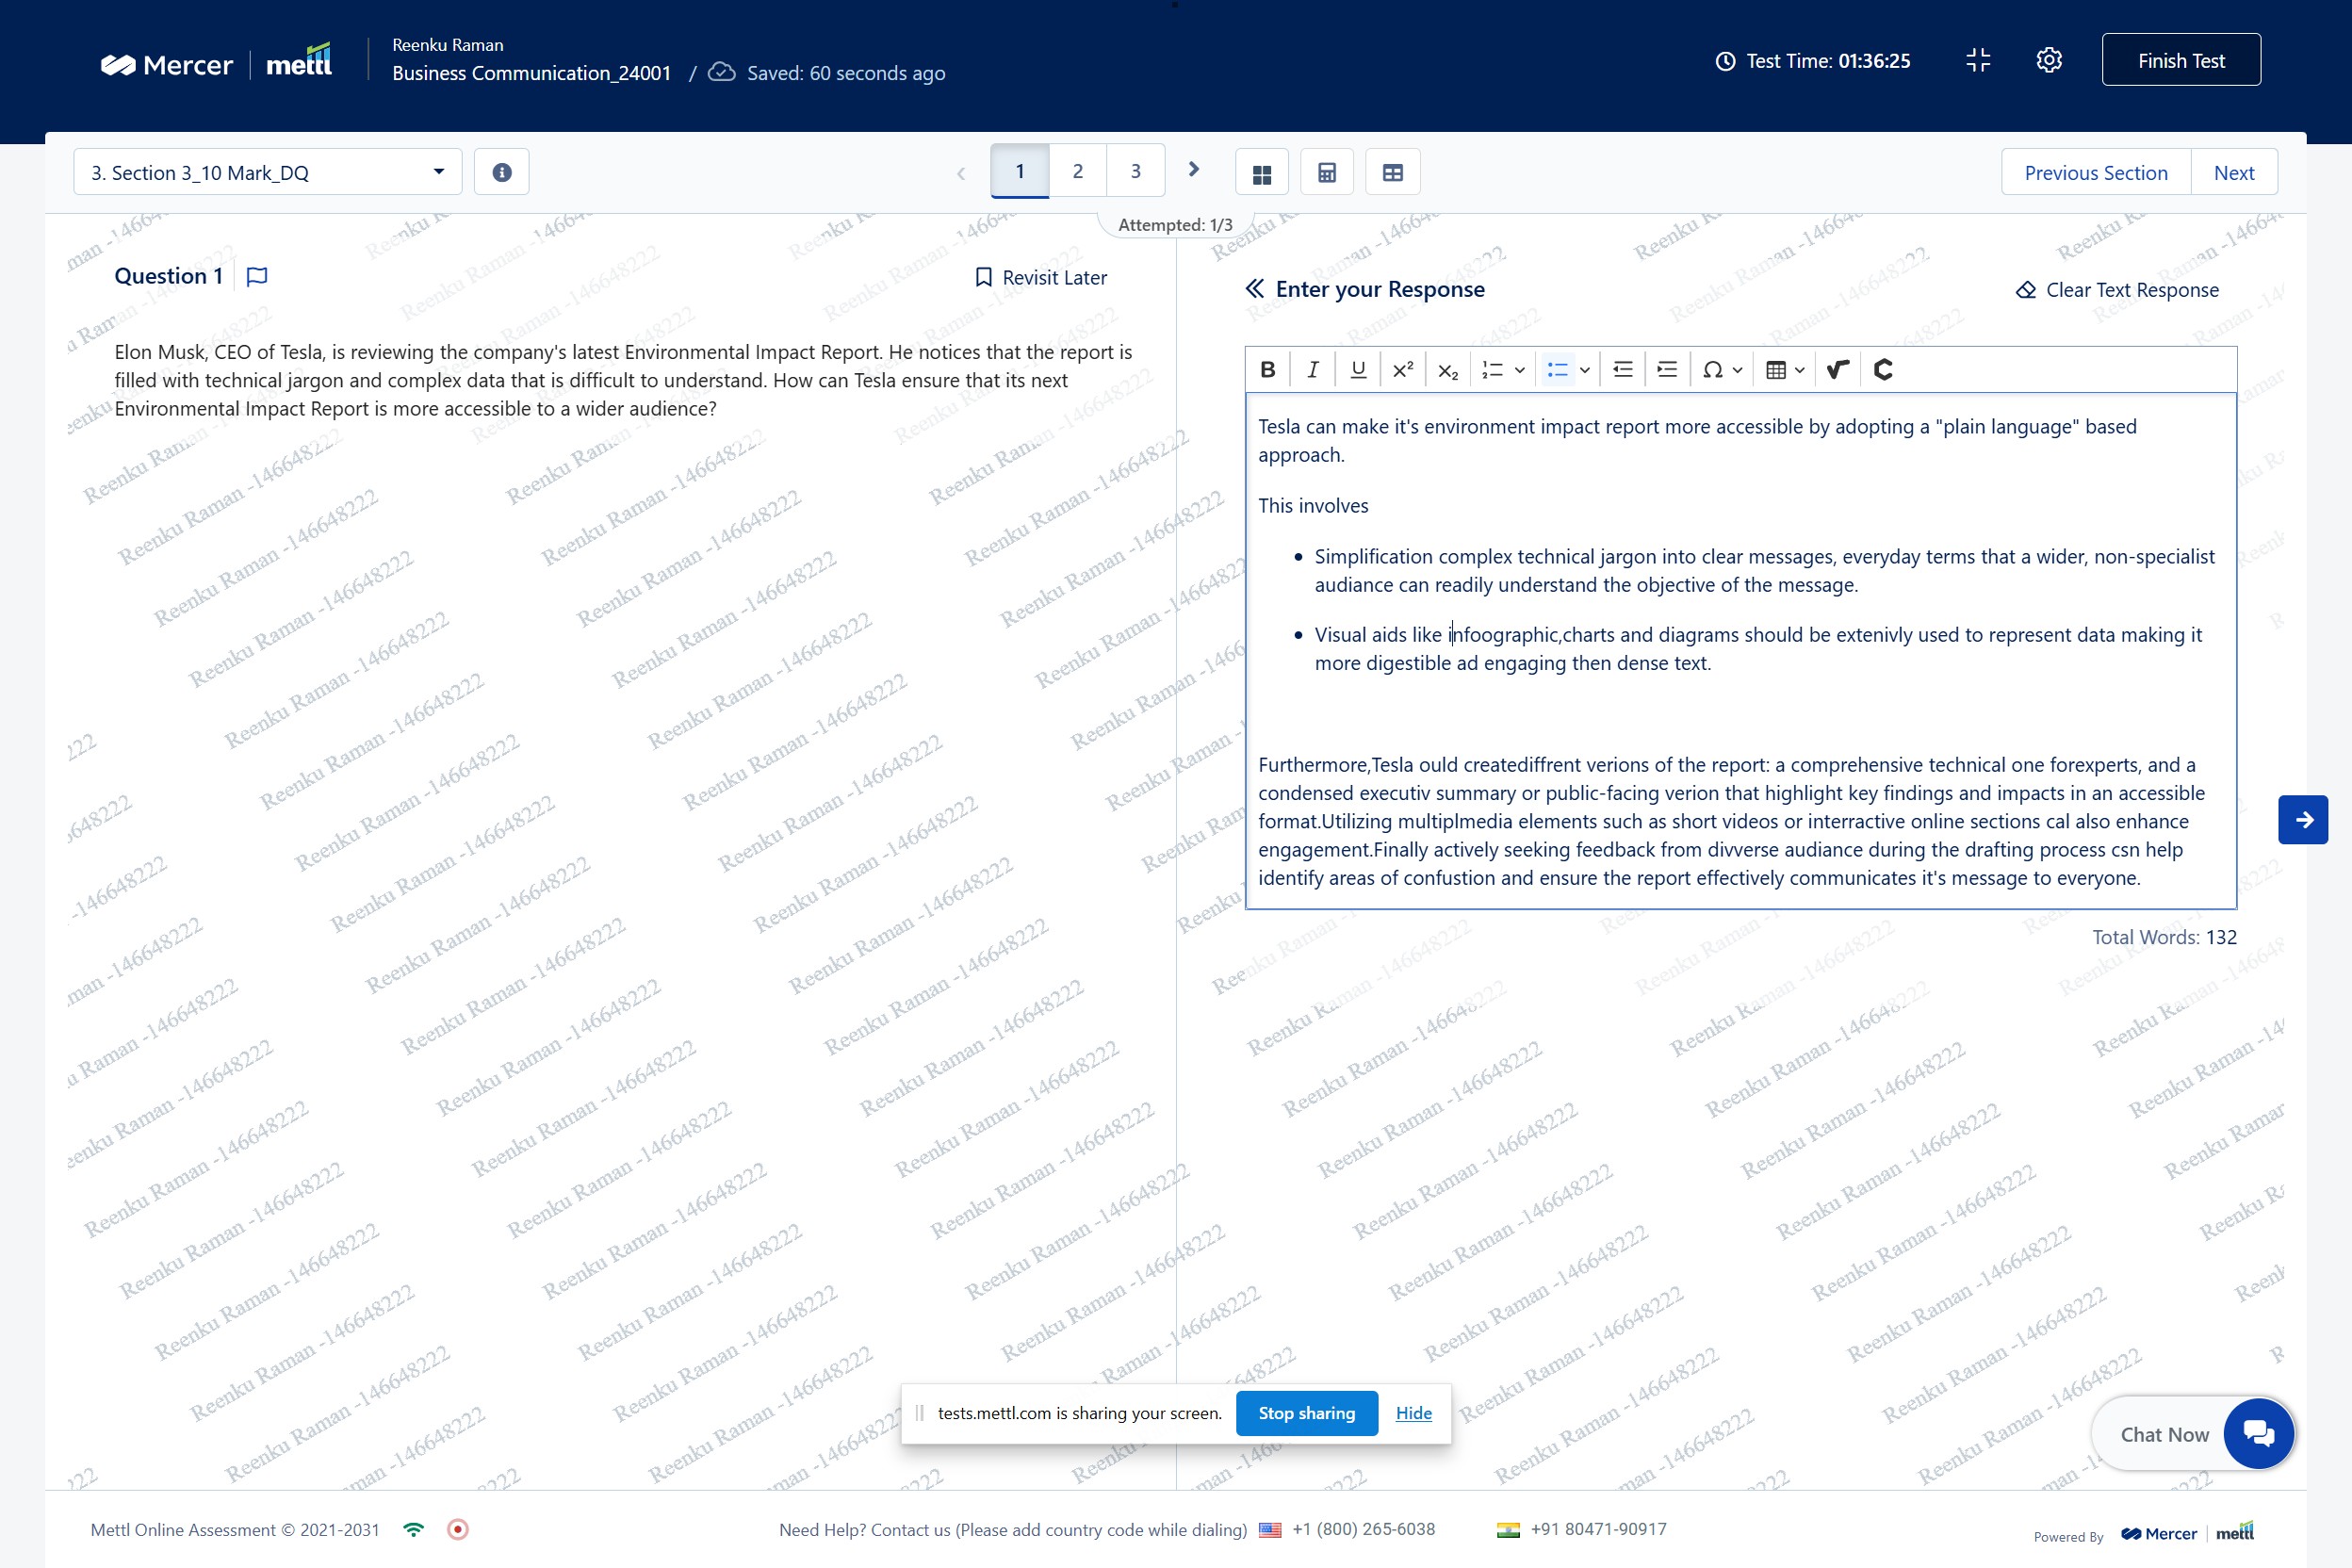 Mercer | mettl
Reenku Raman
Business Communication_24001 / Saved: 60 seconds ago
Test Time: 01:36:25
Finish Test
3. Section 3_10 Mark_DQ
1 2 3
Previous Section Next
Attempted: 1/3
Question 1
Revisit Later
Elon Musk, CEO of Tesla, is reviewing the company's latest Environmental Impact Report. He notices that the report is
filled with technical jargon and complex data that is difficult to understand. How can Tesla ensure that its next
Environmental Impact Report is more accessible to a wider audience?
Enter your Response
Clear Text Response
Tesla can make it's environment impact report more accessible by adopting a "plain language" based
approach.
This involves
Simplification complex technical jargon into clear messages, everyday terms that a wider, non-specialist
audiance can readily understand the objective of the message.
Visual aids like infoographic,charts and diagrams should be extenivly used to represent data making it
more digestible ad engaging then dense text.
Furthermore,Tesla ould creatediffrent verions of the report: a comprehensive technical one forexperts, and a
condensed executiv summary or public-facing verion that highlight key findings and impacts in an accessible
format.Utilizing multiplmedia elements such as short videos or interractive online sections cal also enhance
engagement.Finally actively seeking feedback from divverse audiance during the drafting process csn help
identify areas of confustion and ensure the report effectively communicates it's message to everyone.
Total Words: 132
Reenku Raman -146648222
tests.mettl.com is sharing your screen. Stop sharing Hide
Chat Now
Mettl Online Assessment © 2021-2031
Need Help? Contact us (Please add country code while dialing) +1 (800) 265-6038 +91 80471-90917
Powered By Mercer | mettl